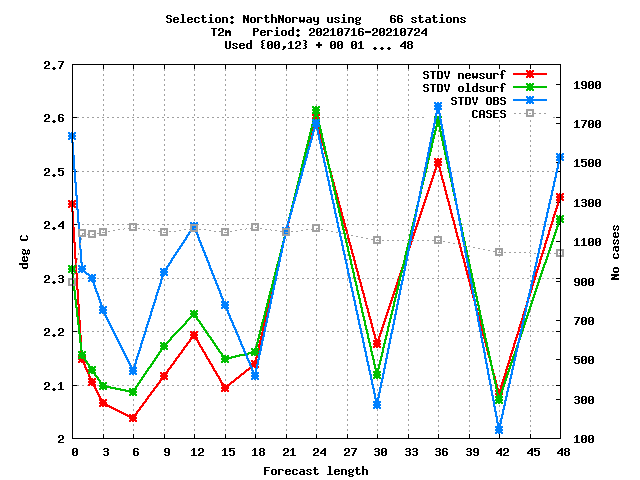 Selection: NorthNorway using    66 stations
T2m   Period: 20210716-20210724
Used {00,12} + 00 01 ... 48
2.7
2.6
2.5
2.4
2.3
2.2
2.1
2
deg C
1900
1700
1500
1300
1100
900
700
500
300
100
No cases
STDV newsurf
STDV oldsurf
STDV OBS
CASES
0 3 6 9 12 15 18 21 24 27 30 33 36 39 42 45 48
Forecast length